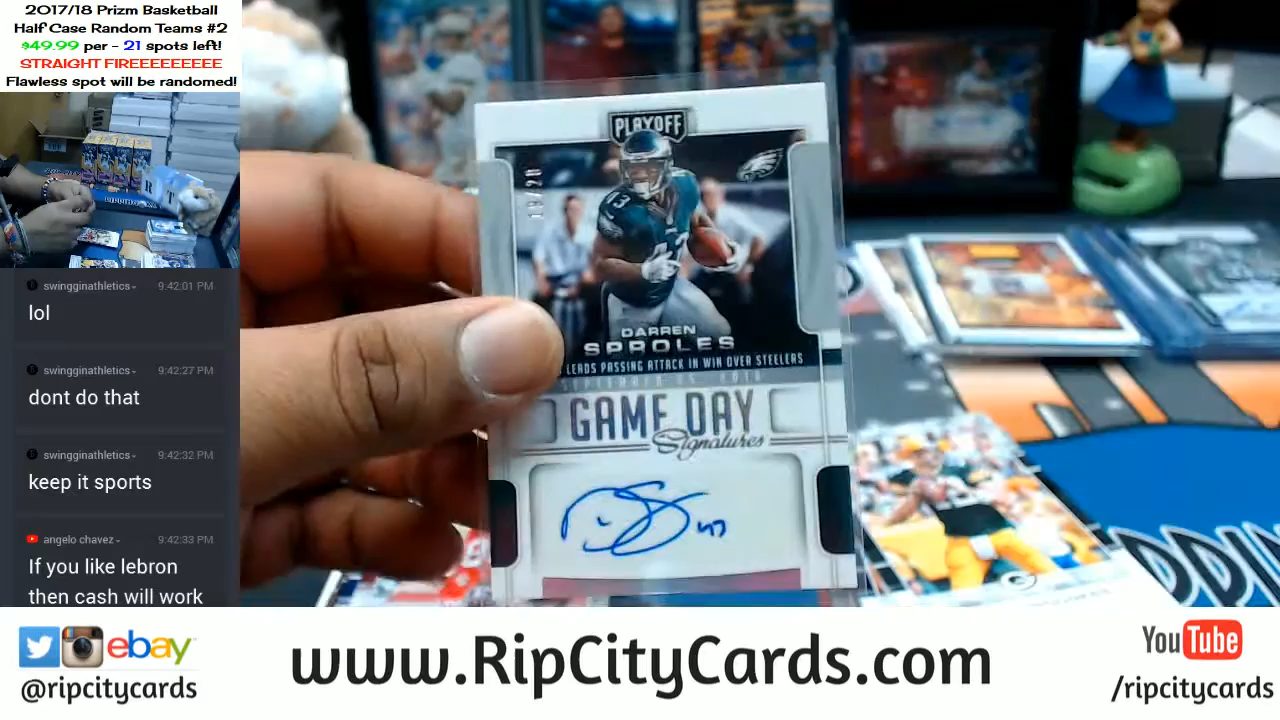 2017/18 Prizm Basketball
Half Case Random Teams #2
$49.99 per - 21 spots left!
STRAIGHT FIREEEEEEEEE
Flawless spot will be randomed!
swingginathletics
9:42:01 PM
lol
swingginathletics
9:42:27 PM
dont do that
swingginathletics
9:42:32 PM
keep it sports
angelo chavez
9:42:33 PM
If you like lebron
then cash will work
PLAYOFF
DARREN
SPROLES
LEADS PASSING ATTACK IN WIN OVER STEELERS
GAME DAY
Signatures
ebay
@ripcitycards
www.RipCityCards.com
YouTube
/ripcitycards